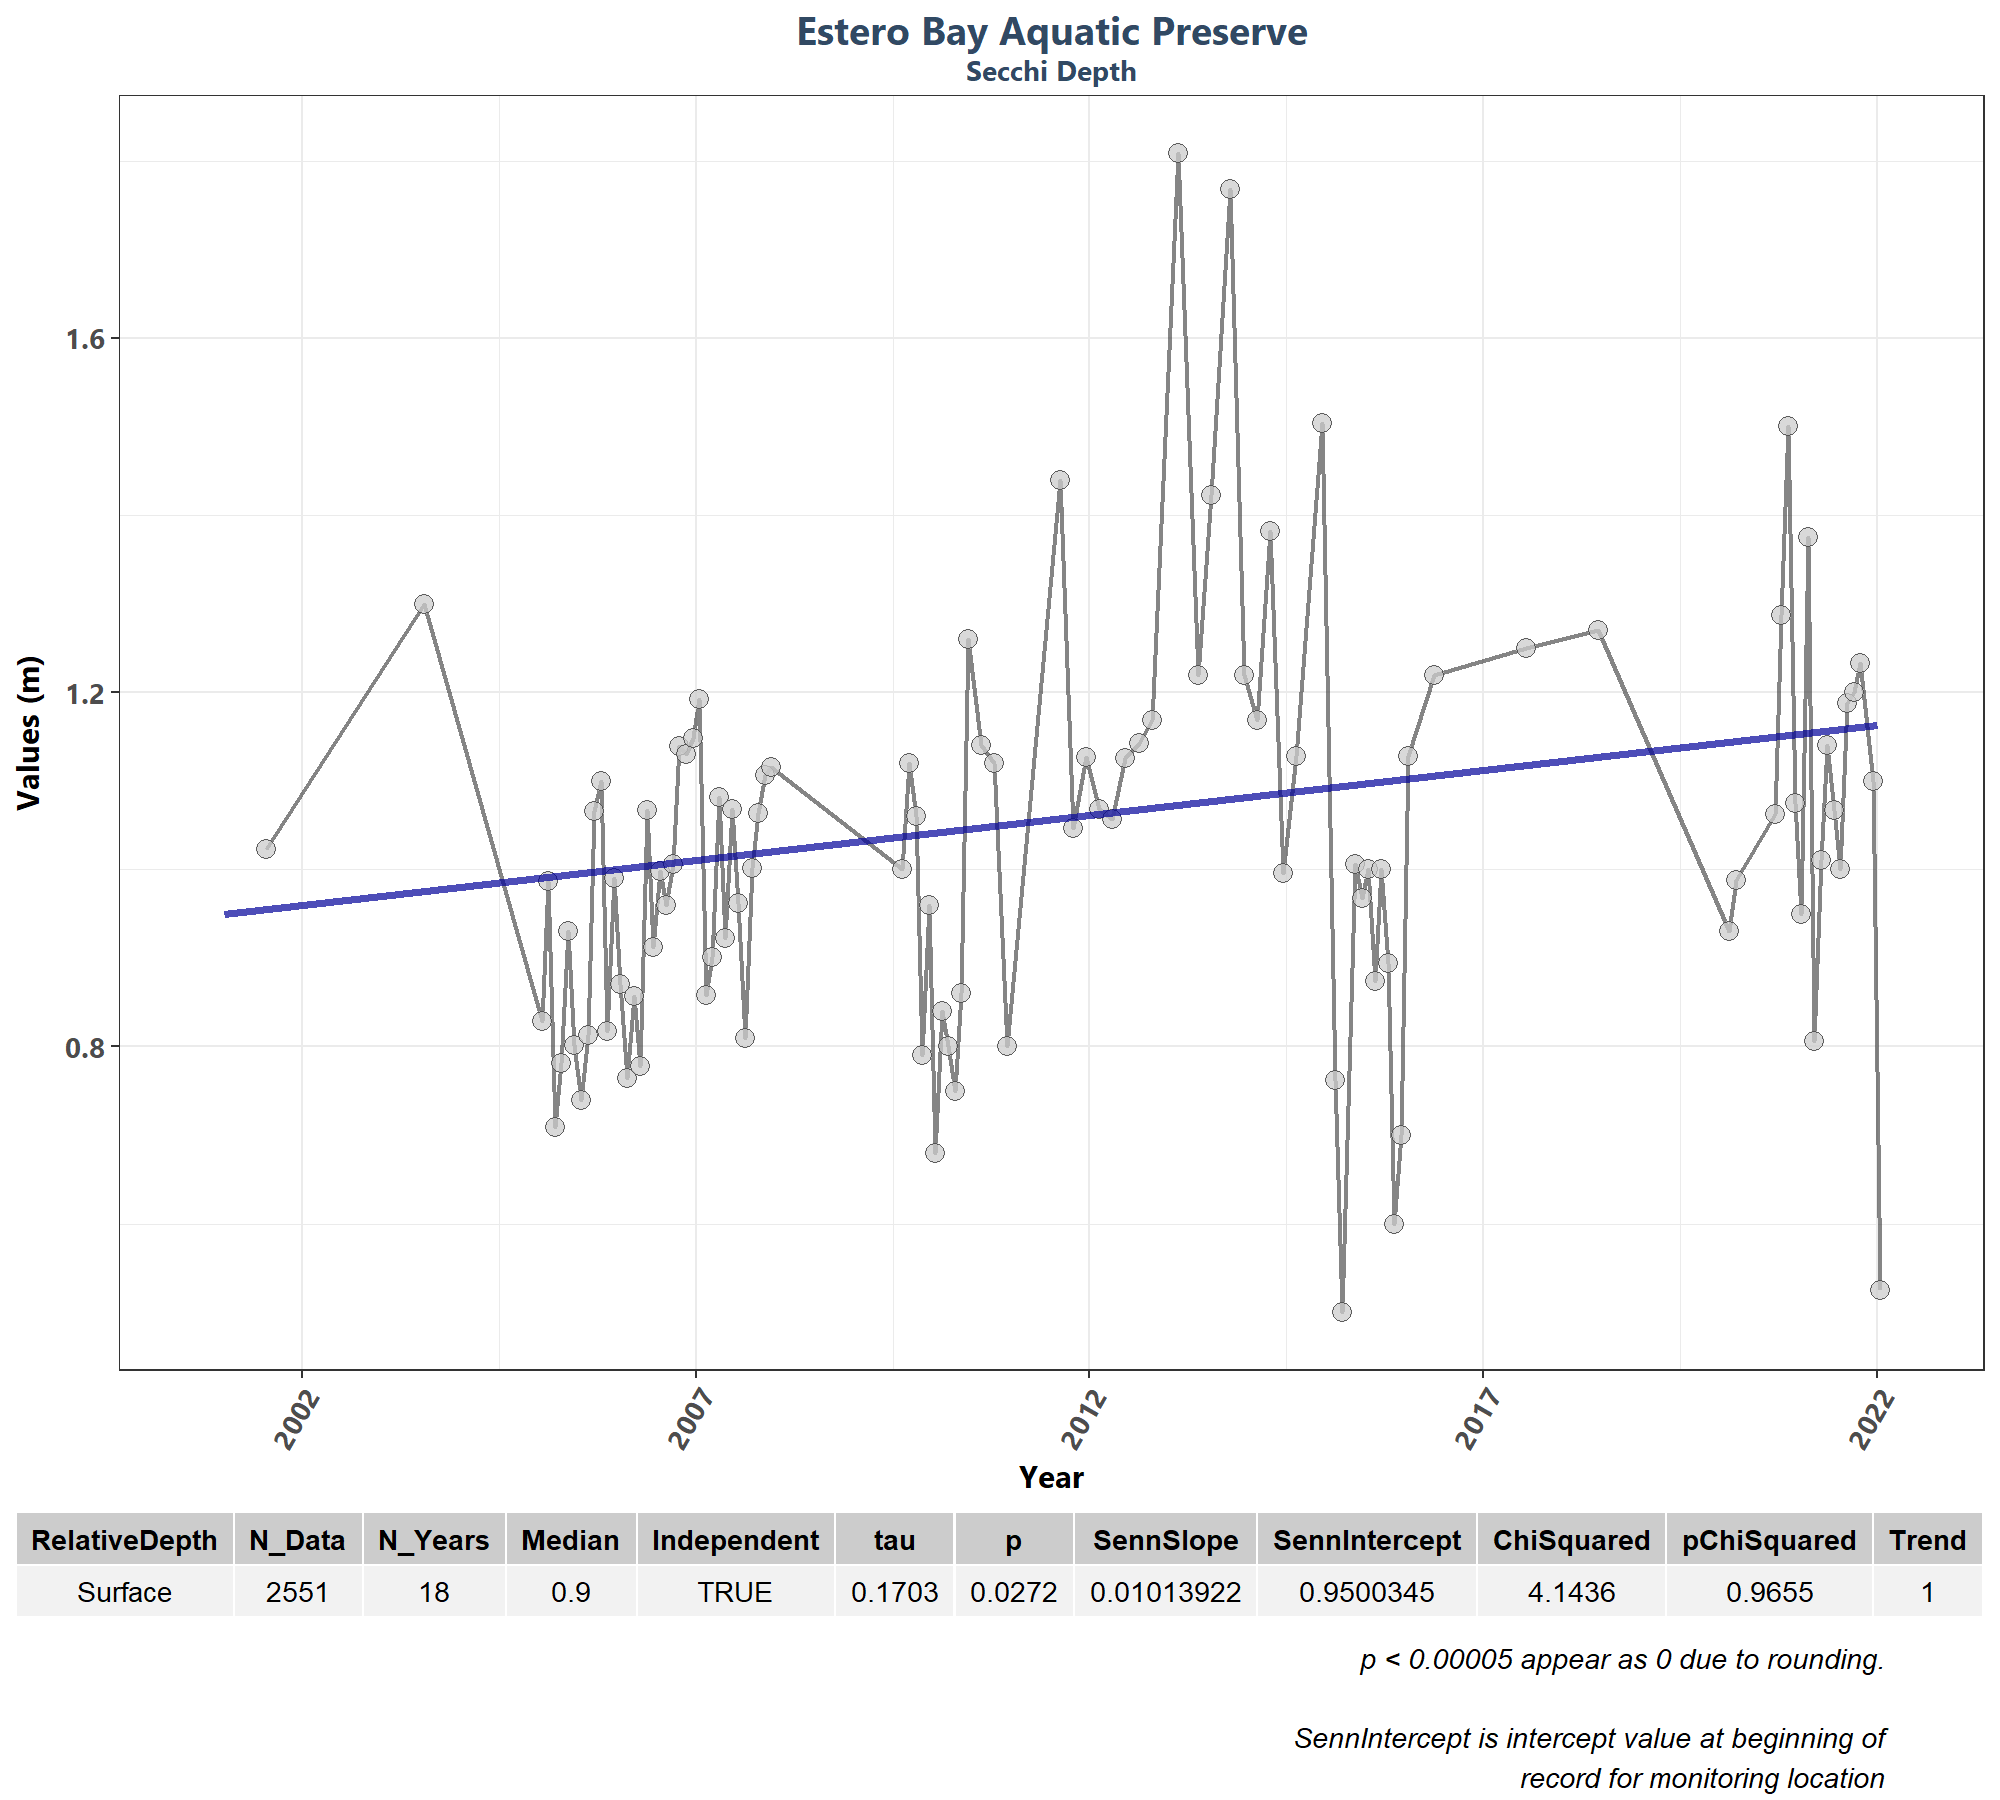 Estero Bay Aquatic Preserve
Secchi Depth
Values (m)
1.6
1.2
0.8
2002 2007 2012 2017 2022
Year
RelativeDepth N_Data N_Years Median Independent tau p SennSlope SennIntercept ChiSquared pChiSquared Trend
Surface 2551 18 0.9 TRUE 0.1703 0.0272 0.01013922 0.9500345 4.1436 0.9655 1
p < 0.00005 appear as 0 due to rounding.
SennIntercept is intercept value at beginning of
record for monitoring location